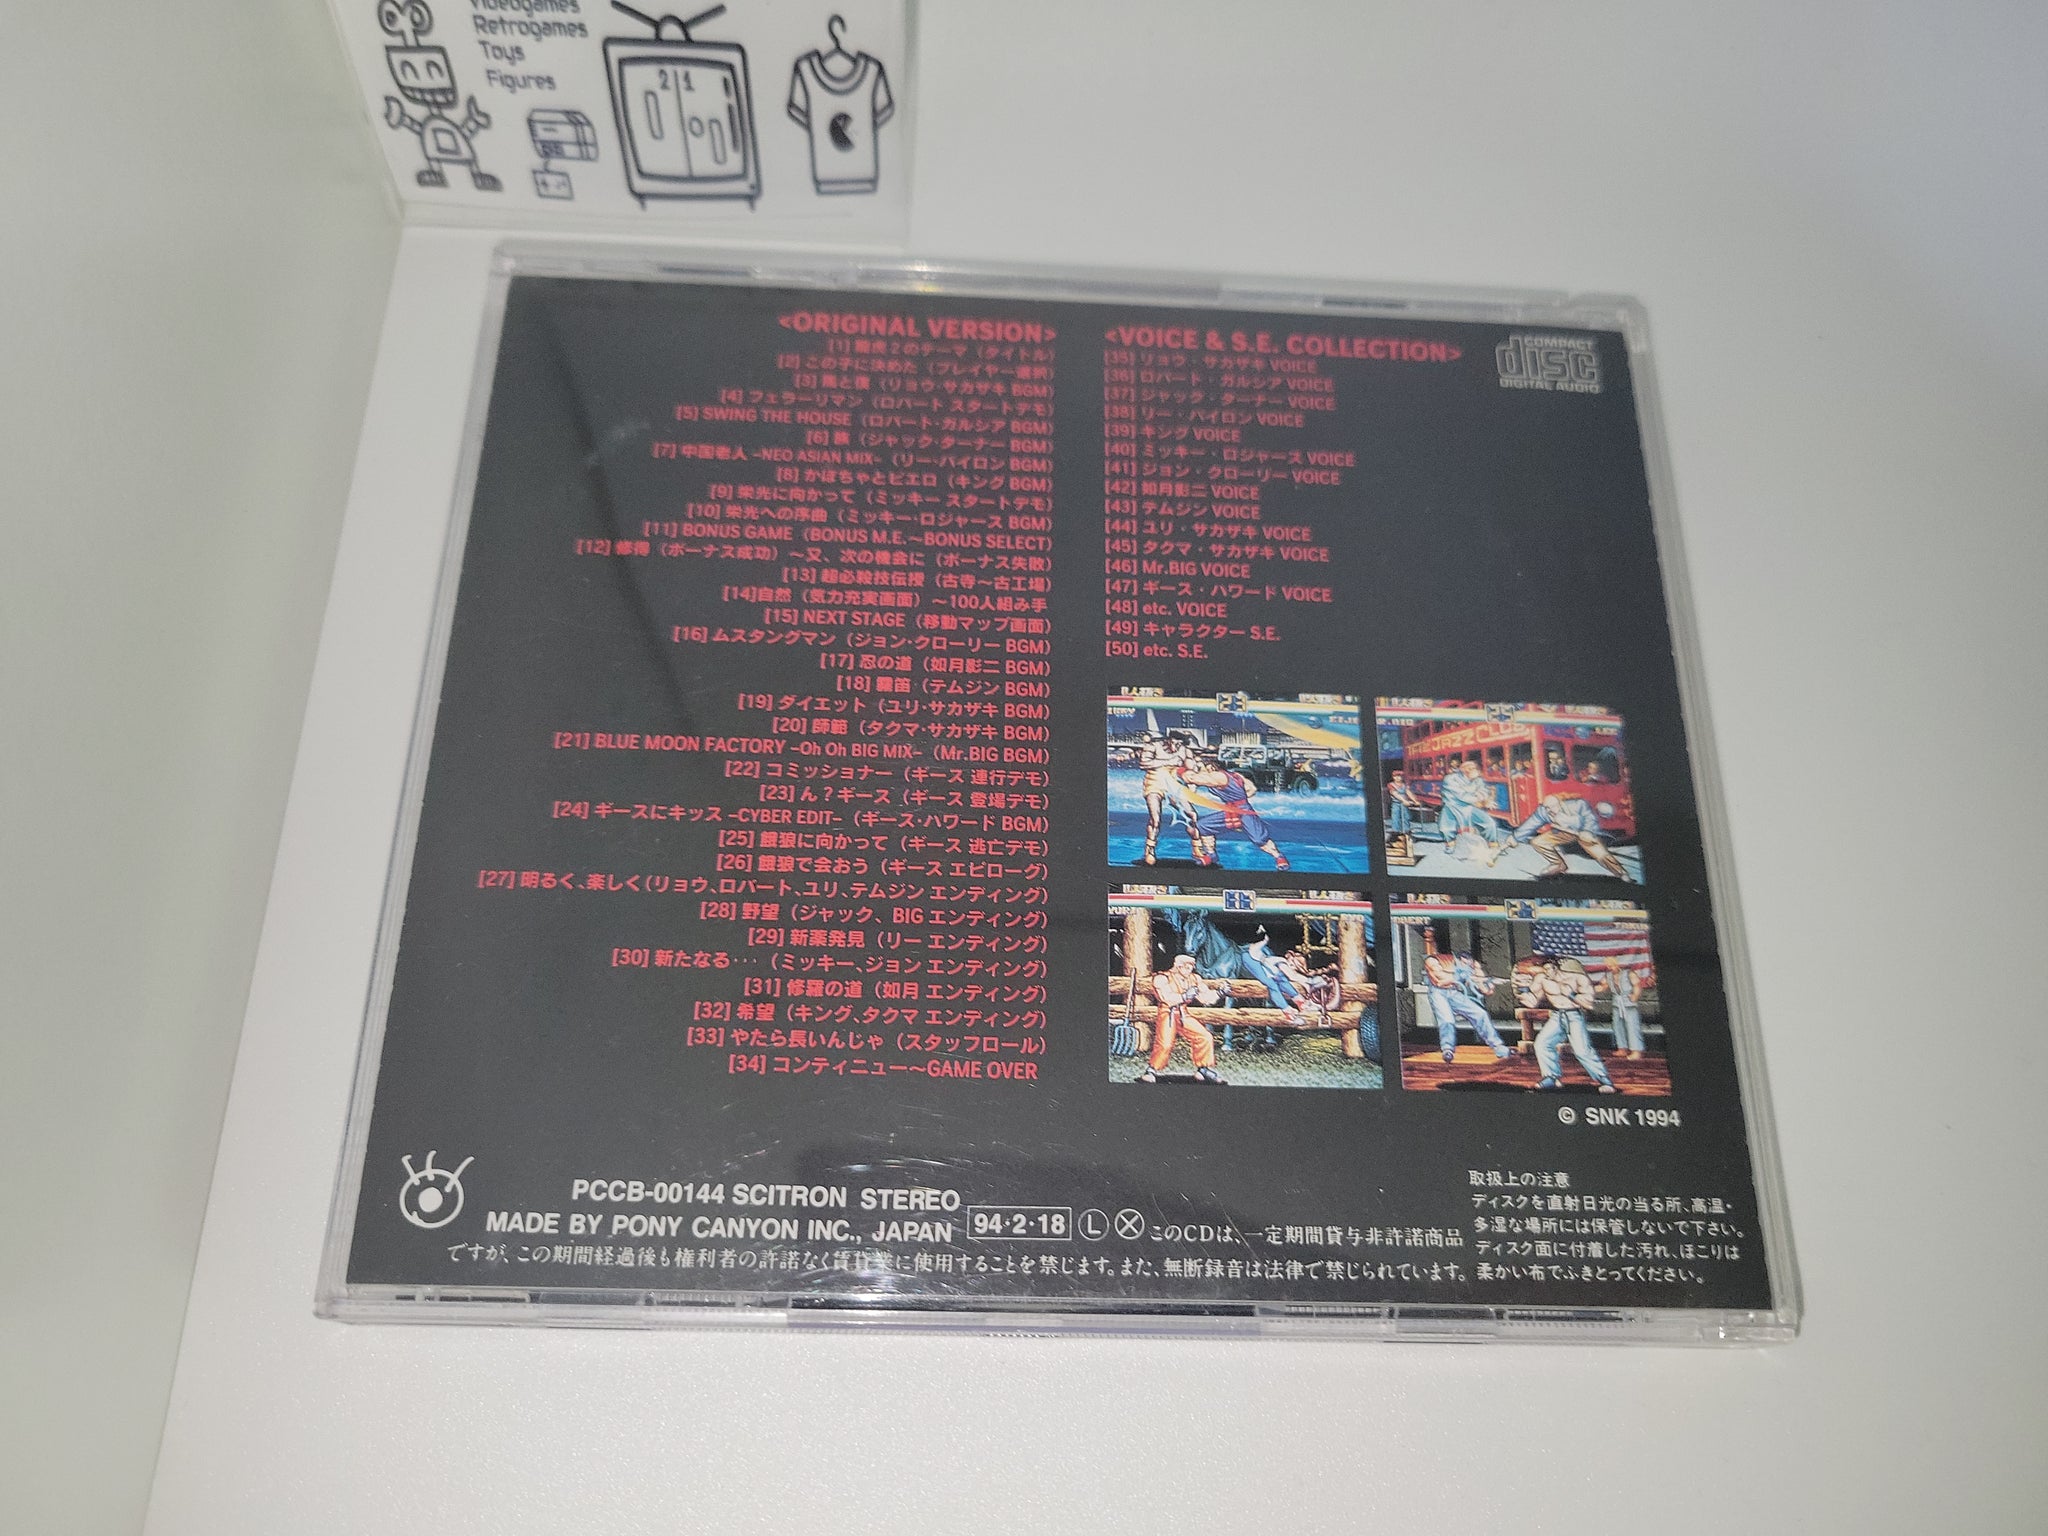 Videogames
Retrogames
Toys
Figures
2 1
<ORIGINAL VERSION>
[1] 龍虎2のテーマ（タイトル）
[2] この子に決めた（プレイヤー選択）
[3] 風と僕（リョウ・サカザキ BGM）
[4] フェラーリマン（ロバート スタートデモ）
[5] SWING THE HOUSE（ロバート・ガルシア BGM）
[6] 豚（ジャック・ターナー BGM）
[7] 中国老人 –NEO ASIAN MIX–（リー・パイロン BGM）
[8] かぼちゃとピエロ（キング BGM）
[9] 栄光に向かって（ミッキー スタートデモ）
[10] 栄光への序曲（ミッキー・ロジャース BGM）
[11] BONUS GAME（BONUS M.E.～BONUS SELECT）
[12] 修得（ボーナス成功）～又、次の機会に（ボーナス失敗）
[13] 超必殺技伝授（古寺～古工場）
[14]自然（気力充実画面）～100人組み手
[15] NEXT STAGE（移動マップ画面）
[16] ムスタングマン（ジョン・クローリー BGM）
[17] 忍の道（如月影二 BGM）
[18] 霧笛（テムジン BGM）
[19] ダイエット（ユリ・サカザキ BGM）
[20] 師範（タクマ・サカザキ BGM）
[21] BLUE MOON FACTORY –Oh Oh BIG MIX–（Mr.BIG BGM）
[22] コミッショナー（ギース 連行デモ）
[23] ん？ギース（ギース 登場デモ）
[24] ギースにキッス –CYBER EDIT–（ギース・ハワード BGM）
[25] 餓狼に向かって（ギース 逃亡デモ）
[26] 餓狼で会おう（ギース エピローグ）
[27] 明るく、楽しく（リョウ、ロバート、ユリ、テムジン エンディング）
[28] 野望（ジャック、BIG エンディング）
[29] 新薬発見（リー エンディング）
[30] 新たなる･･･（ミッキー、ジョン エンディング）
[31] 修羅の道（如月 エンディング）
[32] 希望（キング、タクマ エンディング）
[33] やたら長いんじゃ（スタッフロール）
[34] コンティニュー～GAME OVER
<VOICE & S.E. COLLECTION>
[35] リョウ・サカザキ VOICE
[36] ロバート・ガルシア VOICE
[37] ジャック・ターナー VOICE
[38] リー・パイロン VOICE
[39] キング VOICE
[40] ミッキー・ロジャース VOICE
[41] ジョン・クローリー VOICE
[42] 如月影二 VOICE
[43] テムジン VOICE
[44] ユリ・サカザキ VOICE
[45] タクマ・サカザキ VOICE
[46] Mr.BIG VOICE
[47] ギース・ハワード VOICE
[48] etc. VOICE
[49] キャラクター S.E.
[50] etc. S.E.
COMPACT
disc
DIGITAL AUDIO
THE JAZZ CLUB
© SNK 1994
PCCB-00144 SCITRON STEREO
MADE BY PONY CANYON INC., JAPAN
94・2・18 Ⓛ Ⓧ このCDは、一定期間貸与非許諾商品
ですが、この期間経過後も権利者の許諾なく賃貸業に使用することを禁じます。また、無断録音は法律で禁じられています。
取扱上の注意
ディスクを直射日光の当る所、高温・
多湿な場所には保管しないで下さい。
ディスク面に付着した汚れ、ほこりは
柔かい布でふきとってください。